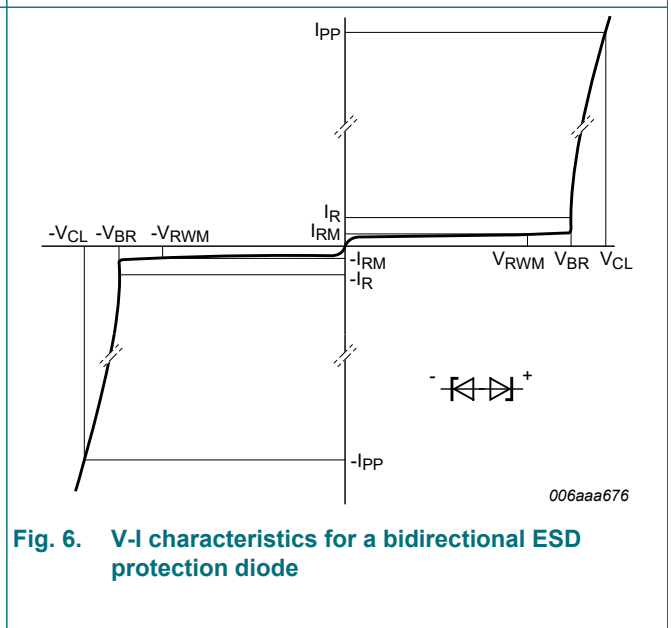 IPP
IR
IRM
-VCL -VBR -VRWM
-IRM
VRWM VBR VCL
-IR
- +
-IPP
006aaa676
Fig. 6. V-I characteristics for a bidirectional ESD
protection diode